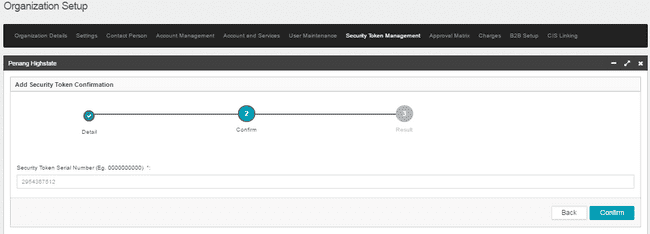 Organization Setup
Organization Details Settings Contact Person Account Management Account and Services User Maintenence Security Token Management Approval Matrix Charges B2B Setup CIS Linking
Penang Highstate
Add Security Token Confirmation
2 3
Detail Confirm Result
Security Token Serial Number (Eg. 0000000000) *:
2954367512
Back Confirm